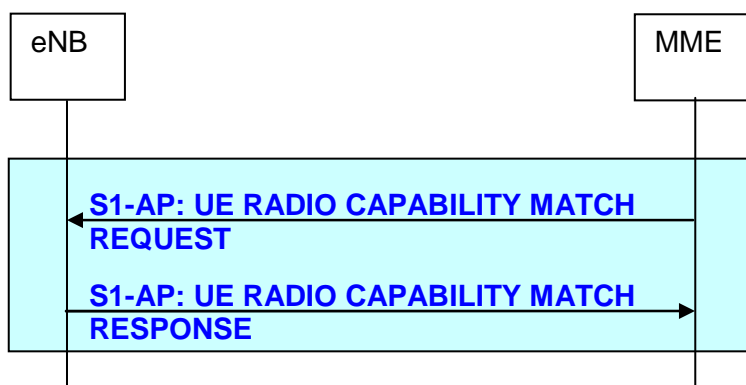 eNB
MME
S1-AP: UE RADIO CAPABILITY MATCH
REQUEST
S1-AP: UE RADIO CAPABILITY MATCH
RESPONSE